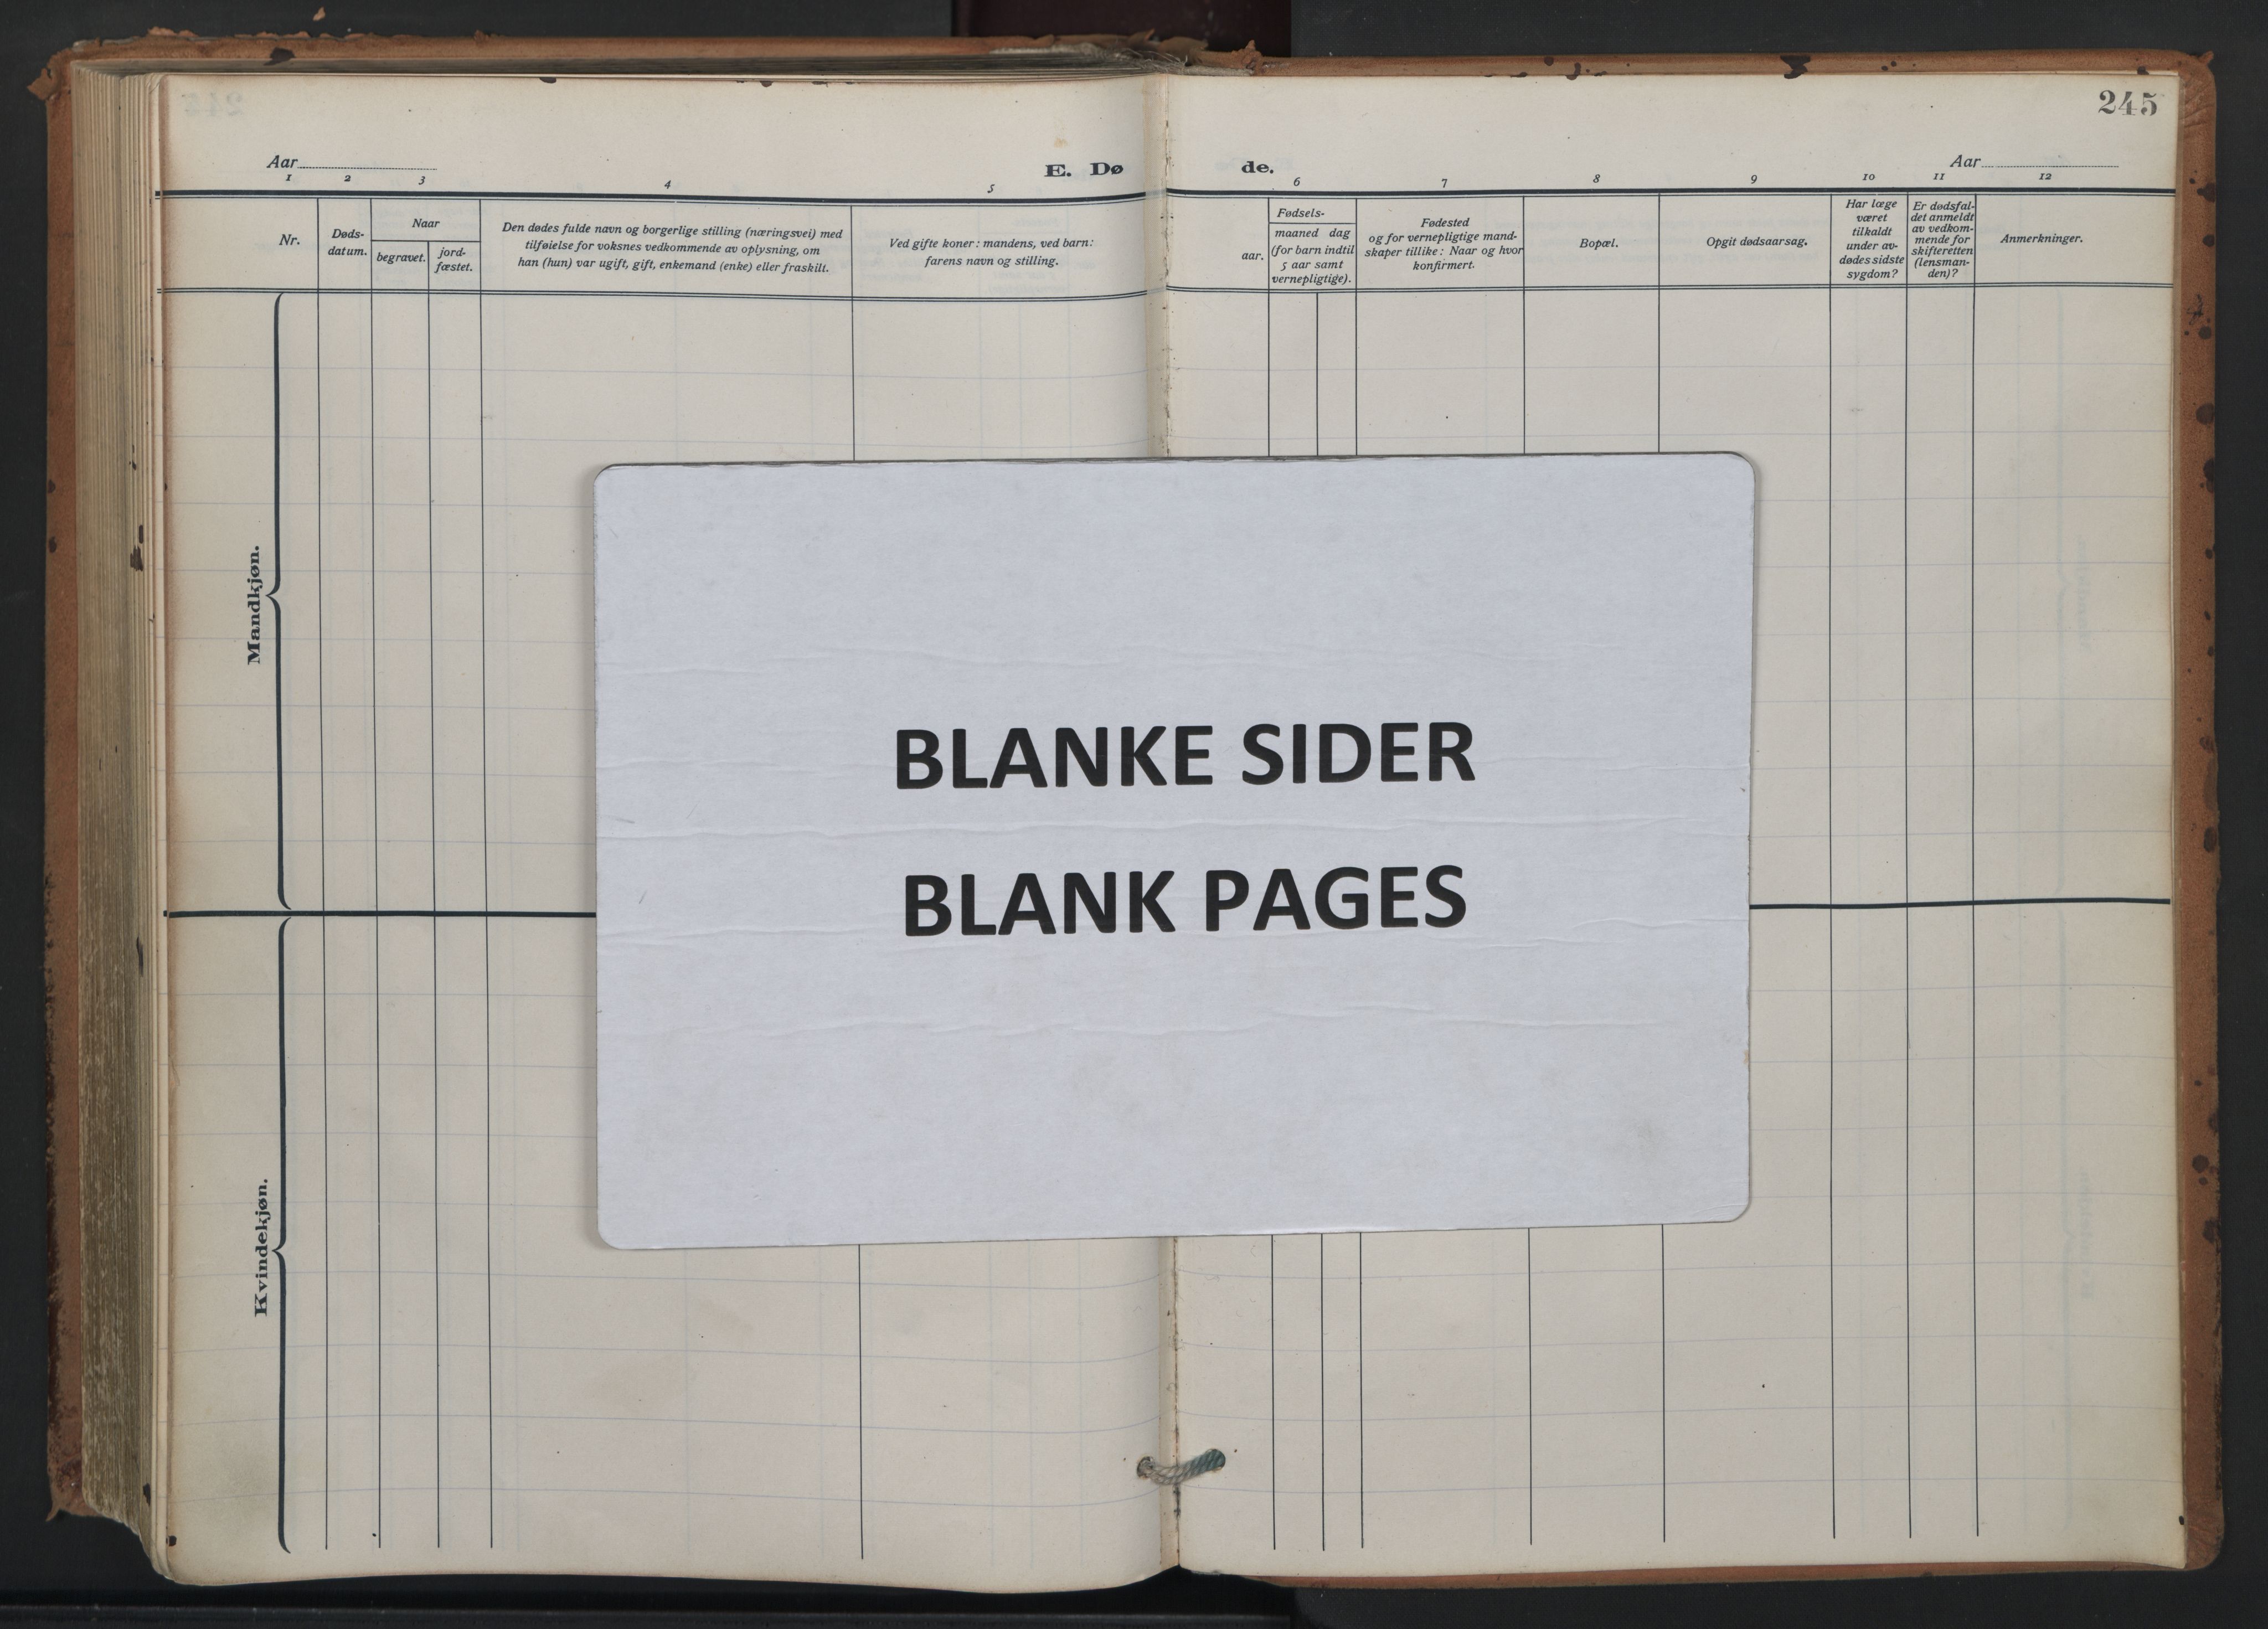 245
Aar
E. Dø de.
Aar
1 2 3 4 5 6 7 8 9 10 11 12
Nr.
Døds-
datum.
Naar
begravet.
jord-
fæstet.
Den dødes fulde navn og borgerlige stilling (næringsvei) med
tilføielse for voksnes vedkommende av oplysning, om
han (hun) var ugift, gift, enkemand (enke) eller fraskilt.
Ved gifte koner: mandens, ved barn:
farens navn og stilling.
Fødsels-
aar.
maaned dag
(for barn indtil
5 aar samt
vernepligtige).
Fødested
og for vernepligtige mand-
skaper tillike: Naar og hvor
konfirmert.
Bopæl.
Opgit dødsaarsag.
Har læge
været
tilkaldt
under av-
dødes sidste
sygdom?
Er dødsfal-
det anmeldt
av vedkom-
mende for
skifteretten
(lensman-
den)?
Anmerkninger.
Mandkjøn.
Kvindekjøn.
BLANKE SIDER
BLANK PAGES